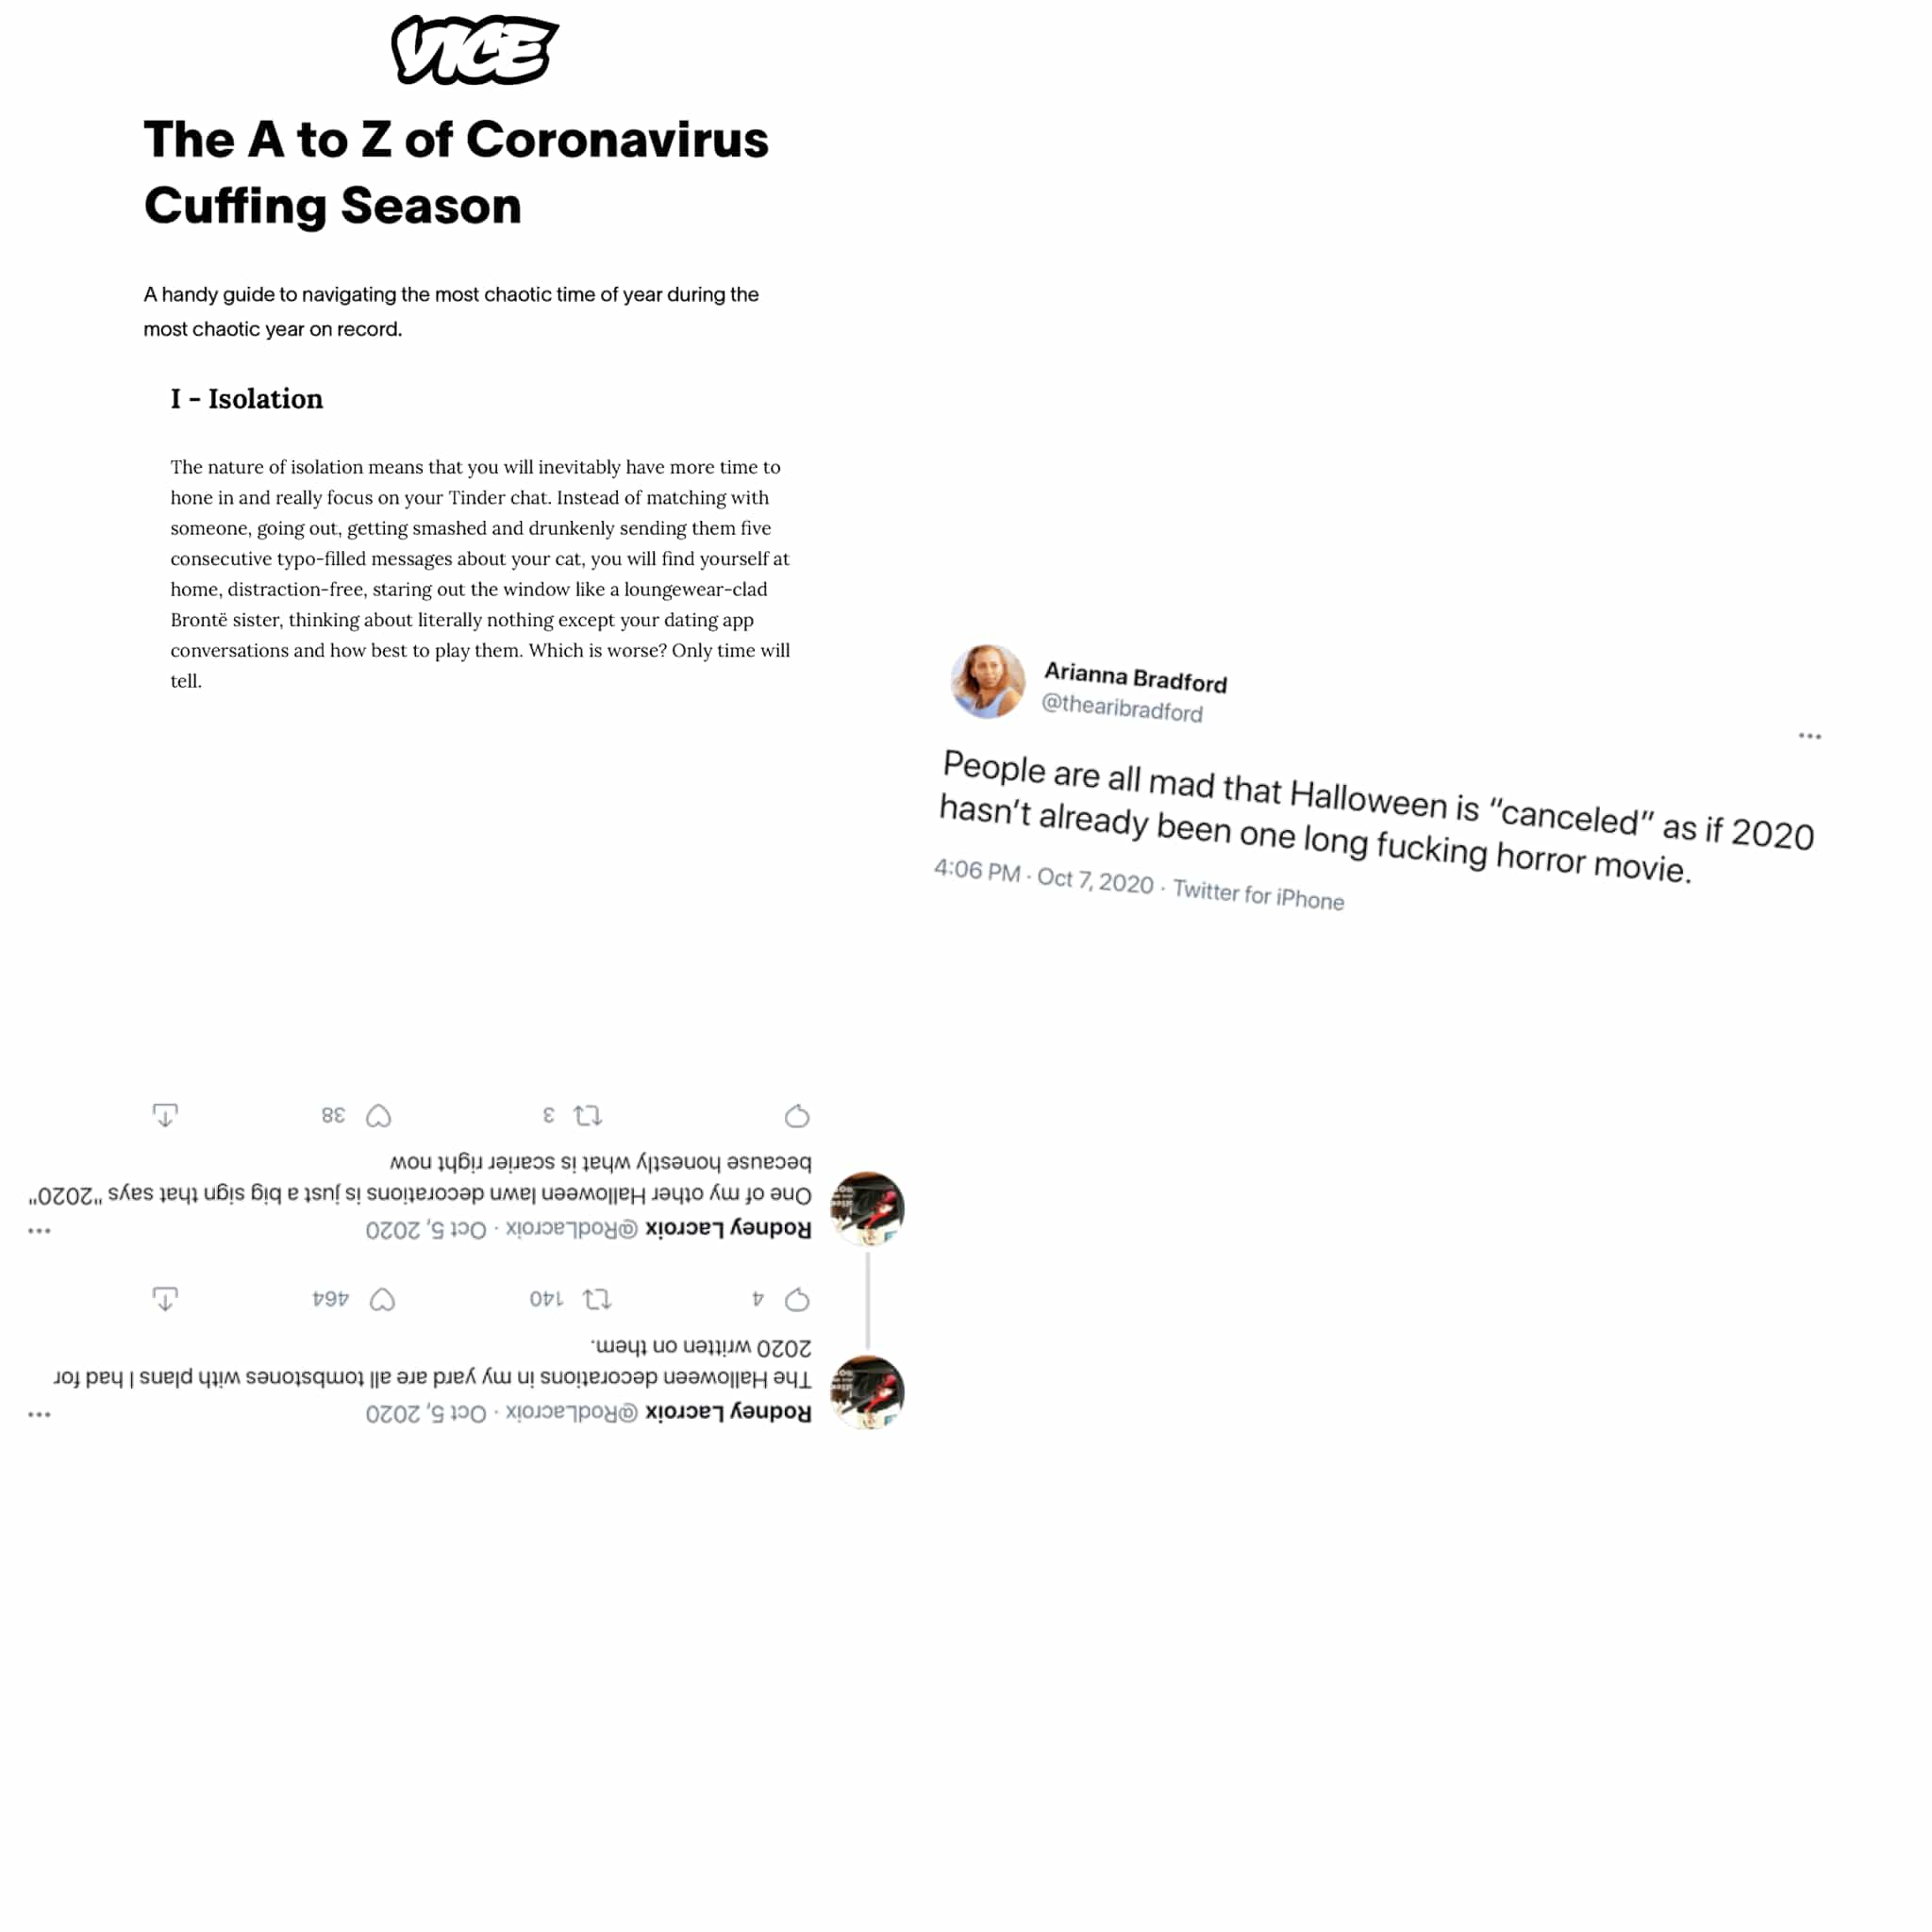 VICE
The A to Z of Coronavirus
Cuffing Season
A handy guide to navigating the most chaotic time of year during the
most chaotic year on record.
I - Isolation
The nature of isolation means that you will inevitably have more time to
hone in and really focus on your Tinder chat. Instead of matching with
someone, going out, getting smashed and drunkenly sending them five
consecutive typo-filled messages about your cat, you will find yourself at
home, distraction-free, staring out the window like a loungewear-clad
Brontë sister, thinking about literally nothing except your dating app
conversations and how best to play them. Which is worse? Only time will
tell.
Arianna Bradford
@thearibradford
People are all mad that Halloween is “canceled” as if 2020
hasn’t already been one long fucking horror movie.
4:06 PM · Oct 7, 2020 · Twitter for iPhone
Rodney Lacroix @RodLacroix · Oct 5, 2020
The Halloween decorations in my yard are all tombstones with plans I had for
2020 written on them.
4 140 464
Rodney Lacroix @RodLacroix · Oct 5, 2020
One of my other Halloween lawn decorations is just a big sign that says "2020"
because honestly what is scarier right now
3 38